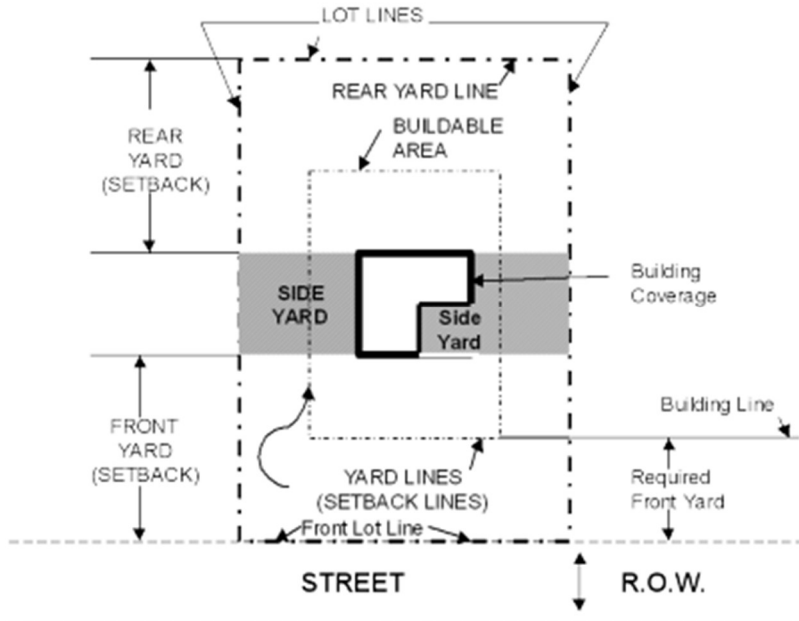 LOT LINES
REAR YARD LINE
BUILDABLE
AREA
REAR
YARD
(SETBACK)
SIDE
YARD
Side
Yard
Building
Coverage
Building Line
FRONT
YARD
(SETBACK)
YARD LINES
(SETBACK LINES)
Required
Front Yard
Front Lot Line
STREET
R.O.W.